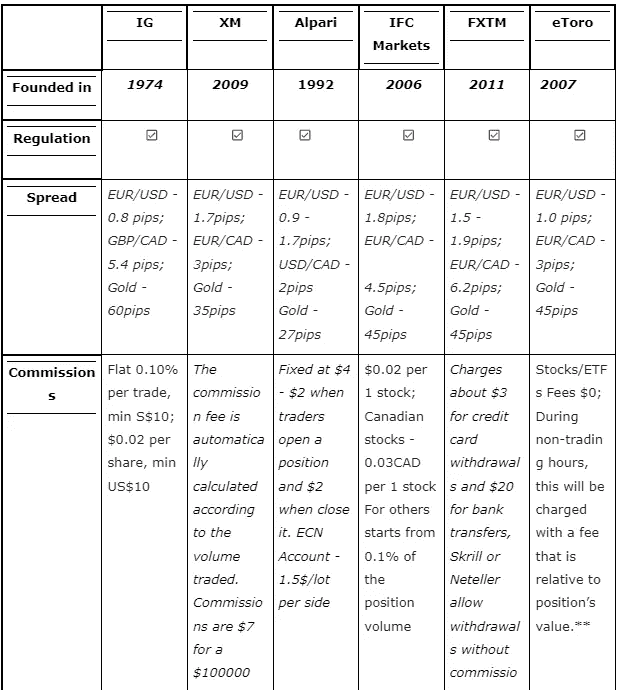 IG
XM
Alpari
IFC
Markets
FXTM
eToro
Founded in
1974
2009
1992
2006
2011
2007
Regulation
Spread
EUR/USD -
0.8 pips;
GBP/CAD -
5.4 pips;
Gold -
60pips
EUR/USD -
1.7pips;
EUR/CAD -
3pips;
Gold -
35pips
EUR/USD -
0.9 -
1.7pips;
USD/CAD -
2pips
Gold -
27pips
EUR/USD -
1.8pips;
EUR/CAD -
4.5pips;
Gold -
45pips
EUR/USD -
1.5 -
1.9pips;
EUR/CAD -
6.2pips;
Gold -
45pips
EUR/USD -
1.0 pips;
EUR/CAD -
3pips;
Gold -
45pips
Commission
s
Flat 0.10%
per trade,
min S$10;
$0.02 per
share, min
US$10
The
commissio
n fee is
automatica
lly
calculated
according
to the
volume
traded.
Commissio
ns are $7
for a
$100000
Fixed at $4
- $2 when
traders
open a
position
and $2
when close
it. ECN
Account -
1.5$/lot
per side
$0.02 per
1 stock;
Canadian
stocks -
0.03CAD
per 1 stock
For others
starts from
0.1% of
the
position
volume
Charges
about $3
for credit
card
withdrawal
s and $20
for bank
transfers,
Skrill or
Neteller
allow
withdrawal
s without
commissio
Stocks/ETF
s Fees $0;
During
non-tradin
g hours,
this will be
charged
with a fee
that is
relative to
position's
value.**